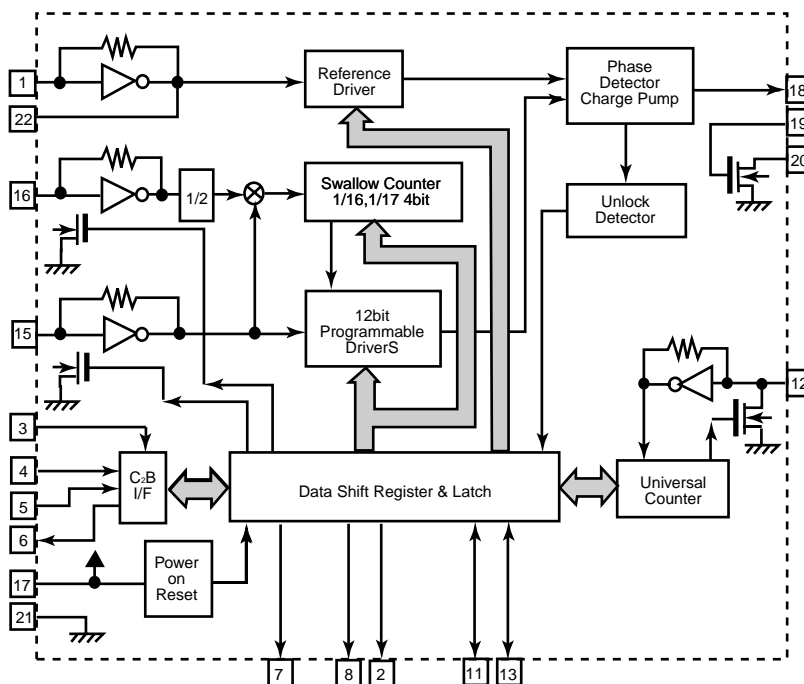 1
22
Reference
Driver
Phase
Detector
Charge Pump
18
19
20
16
1/2
Swallow Counter
1/16,1/17 4bit
Unlock
Detector
15
12bit
Programmable
DriverS
12
3
4
5
6
C₂B
I/F
Data Shift Register & Latch
Universal
Counter
17
Power
on
Reset
21
7
8
2
11
13